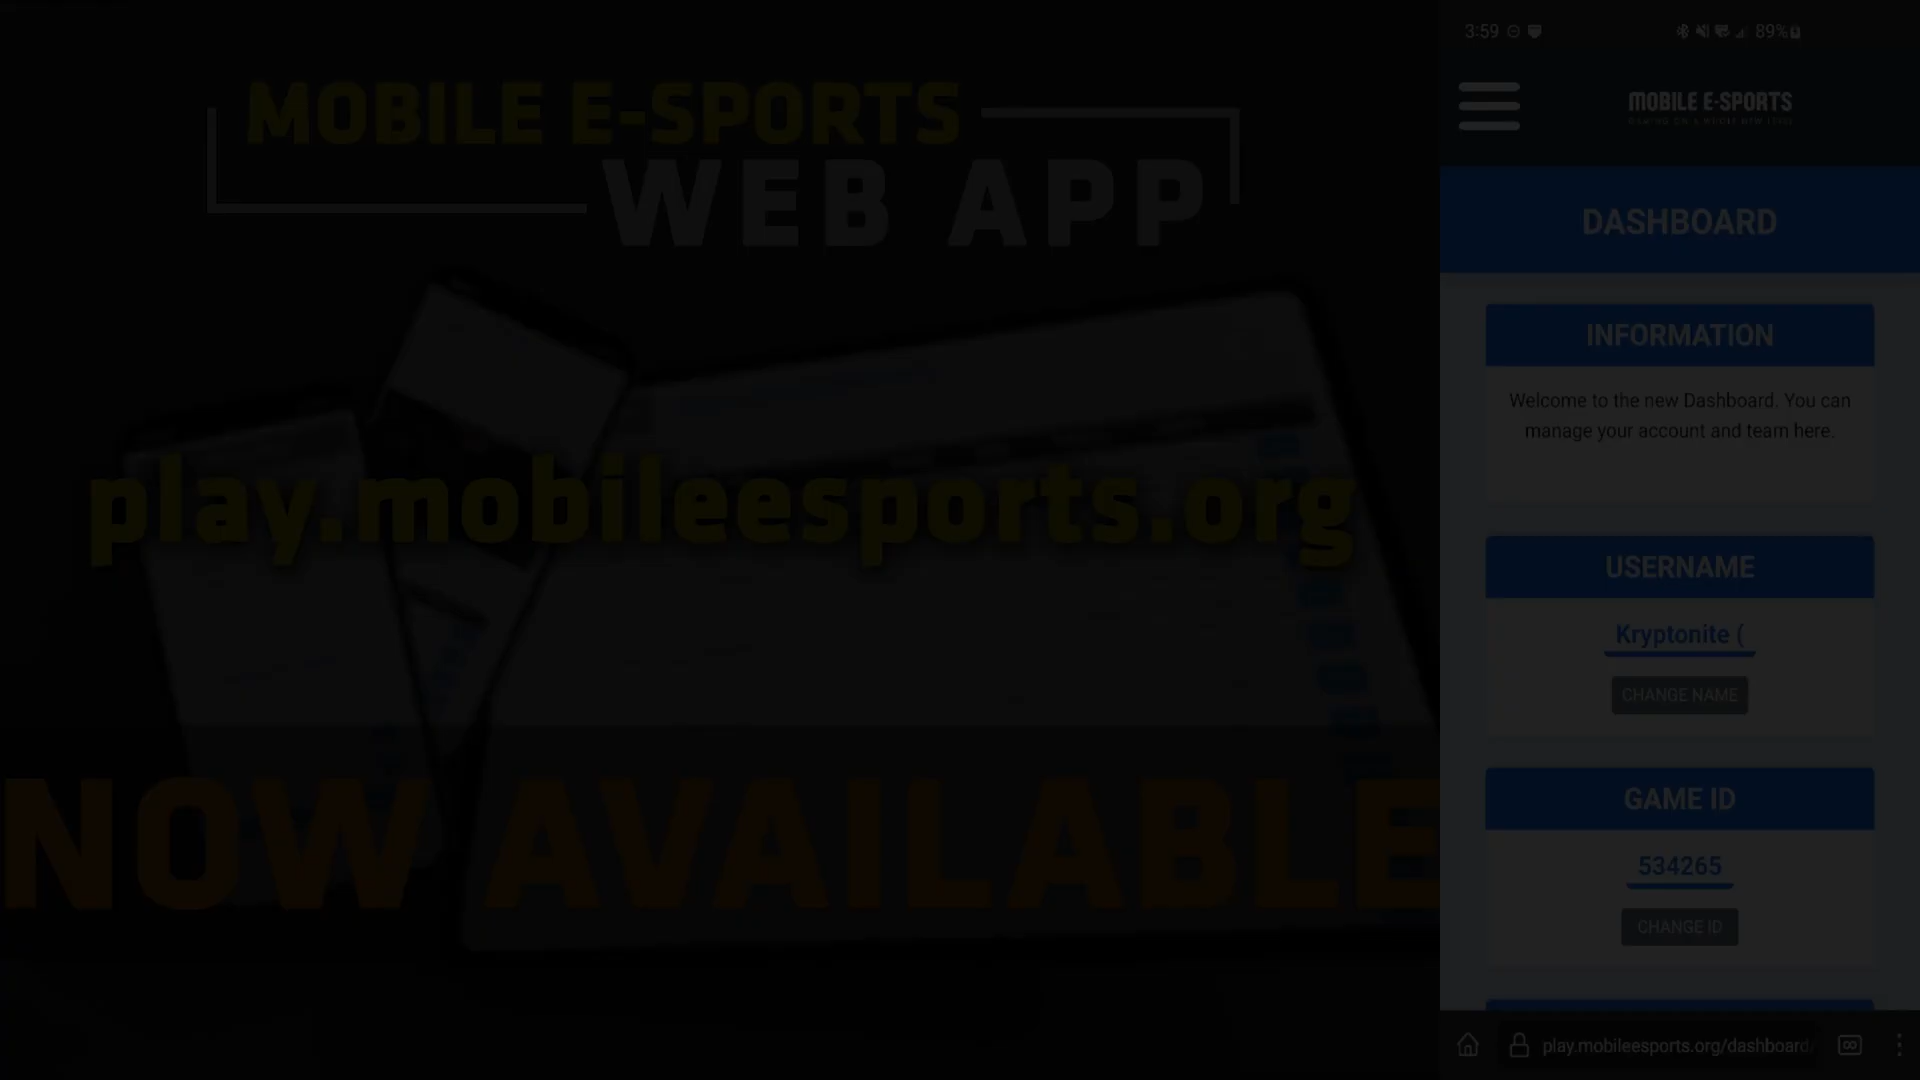 MOBILE E-SPORTS
WEB APP
play.mobileesports.org
NOW AVAILABLE
3:59
89%
MOBILE E-SPORTS
DASHBOARD
INFORMATION
Welcome to the new Dashboard. You can
manage your account and team here.
USERNAME
Kryptonite (
CHANGE NAME
GAME ID
534265
CHANGE ID
play.mobileesports.org/dashboard